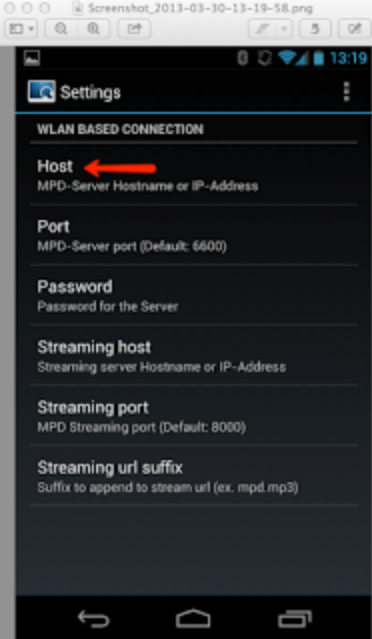 Screenshot_2013-03-30-13-19-58.png
13:19
Settings
WLAN BASED CONNECTION
Host
MPD-Server Hostname or IP-Address
Port
MPD-Server port (Default: 6600)
Password
Password for the Server
Streaming host
Streaming server Hostname or IP-Address
Streaming port
MPD Streaming port (Default: 8000)
Streaming url suffix
Suffix to append to stream url (ex. mpd.mp3)